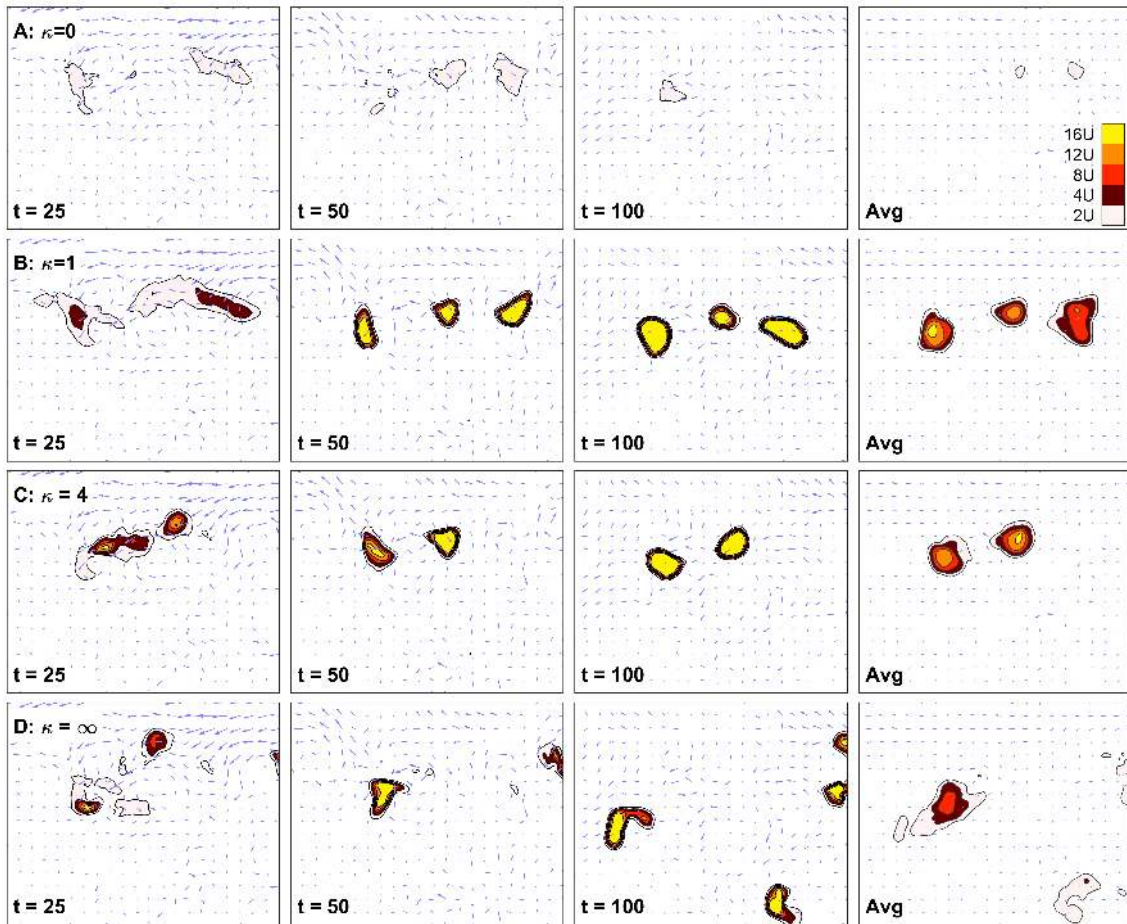 A: κ=0
t = 25
t = 50
t = 100
16U
12U
8U
4U
2U
Avg
B: κ=1
t = 25
t = 50
t = 100
Avg
C: κ = 4
t = 25
t = 50
t = 100
Avg
D: κ = ∞
t = 25
t = 50
t = 100
Avg